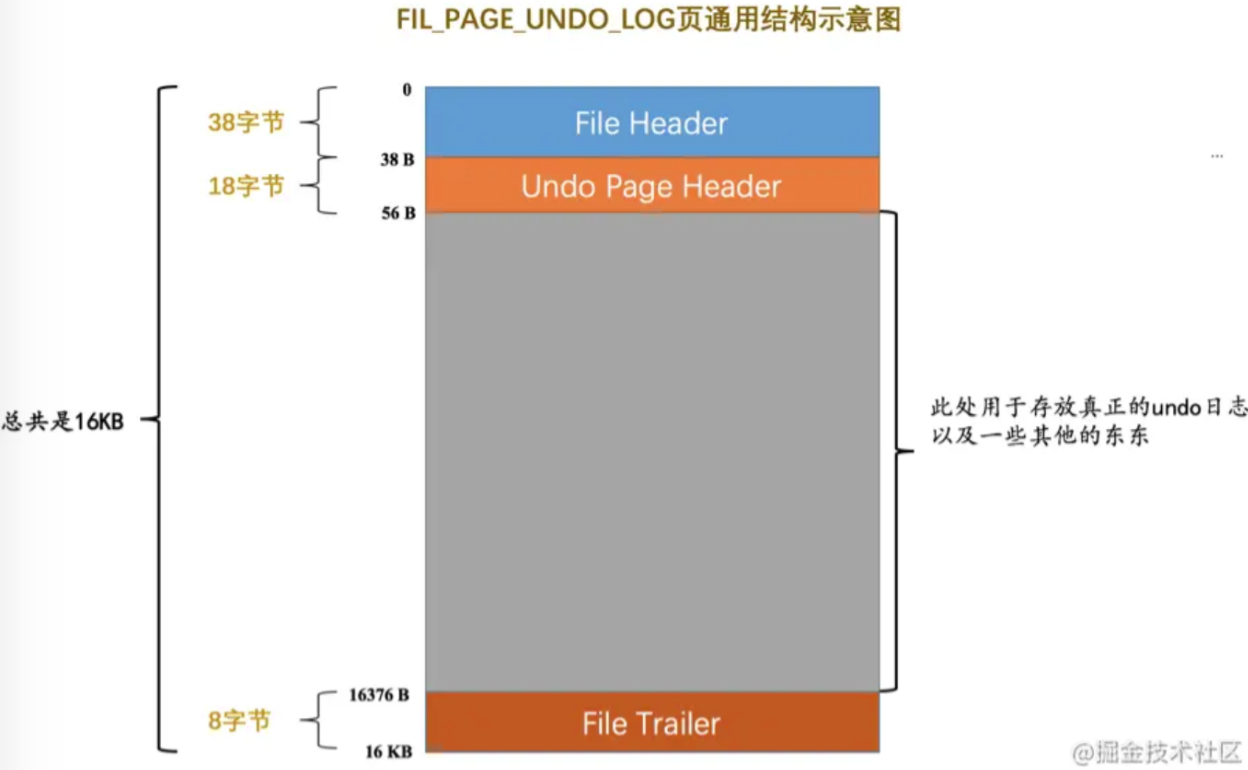 FIL_PAGE_UNDO_LOG页通用结构示意图
0
38字节
File Header
...
38 B
18字节
Undo Page Header
56 B
总共是16KB
此处用于存放真正的undo日志
以及一些其他的东东
16376 B
8字节
File Trailer
16 KB
@掘金技术社区